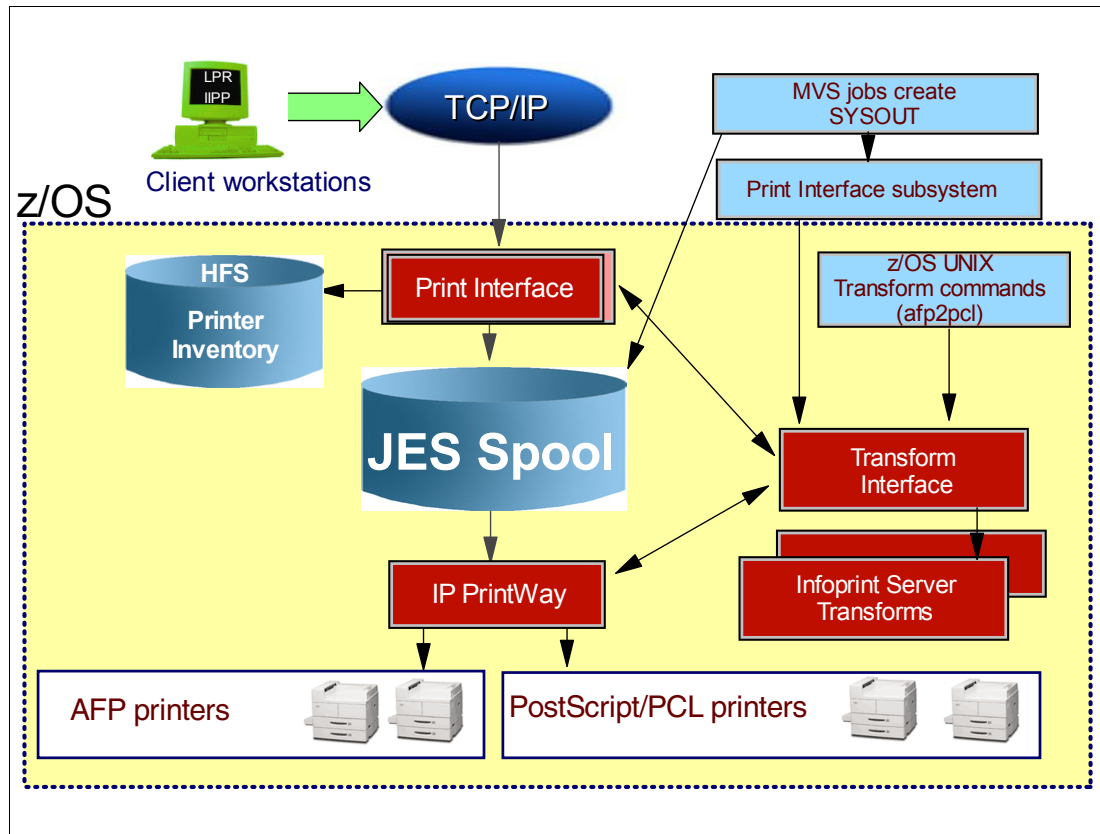 LPR
IIPP
TCP/IP
MVS jobs create
SYSOUT
Client workstations
Print Interface subsystem
z/OS
HFS
Printer
Inventory
Print Interface
z/OS UNIX
Transform commands
(afp2pcl)
JES Spool
Transform
Interface
IP PrintWay
Infoprint Server
Transforms
AFP printers
PostScript/PCL printers